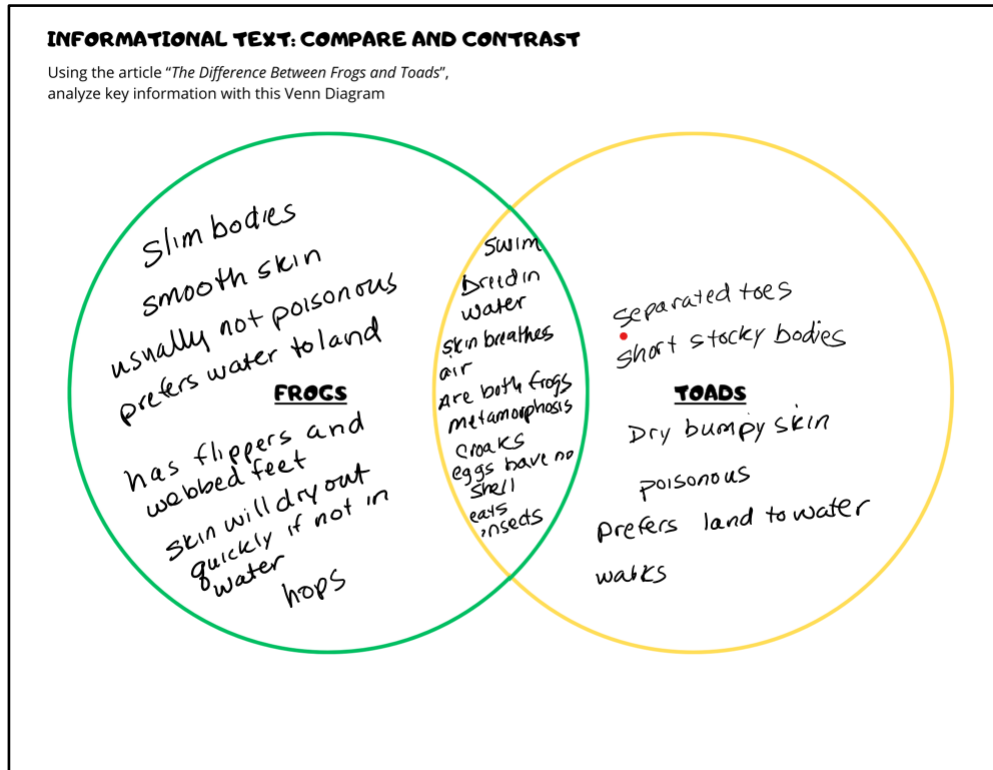 INFORMATIONAL TEXT: COMPARE AND CONTRAST
Using the article “The Difference Between Frogs and Toads”,
analyze key information with this Venn Diagram
Slim bodies
smooth skin
usually not poisonous
prefers water to land
FROGS
has flippers and
webbed feet
skin will dry out
quickly if not in
water
hops
swim
breed in
water
skin breathes
air
are both frogs
metamorphosis
croaks
eggs have no
shell
eats
insects
separated toes
short stocky bodies
TOADS
Dry bumpy skin
poisonous
prefers land to water
walks